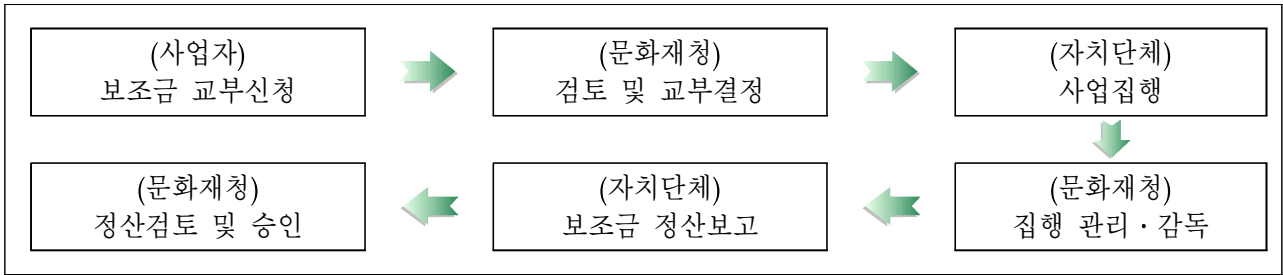 (사업자)
보조금 교부신청
(문화재청)
검토 및 교부결정
(자치단체)
사업집행
(문화재청)
집행 관리·감독
(자치단체)
보조금 정산보고
(문화재청)
정산검토 및 승인